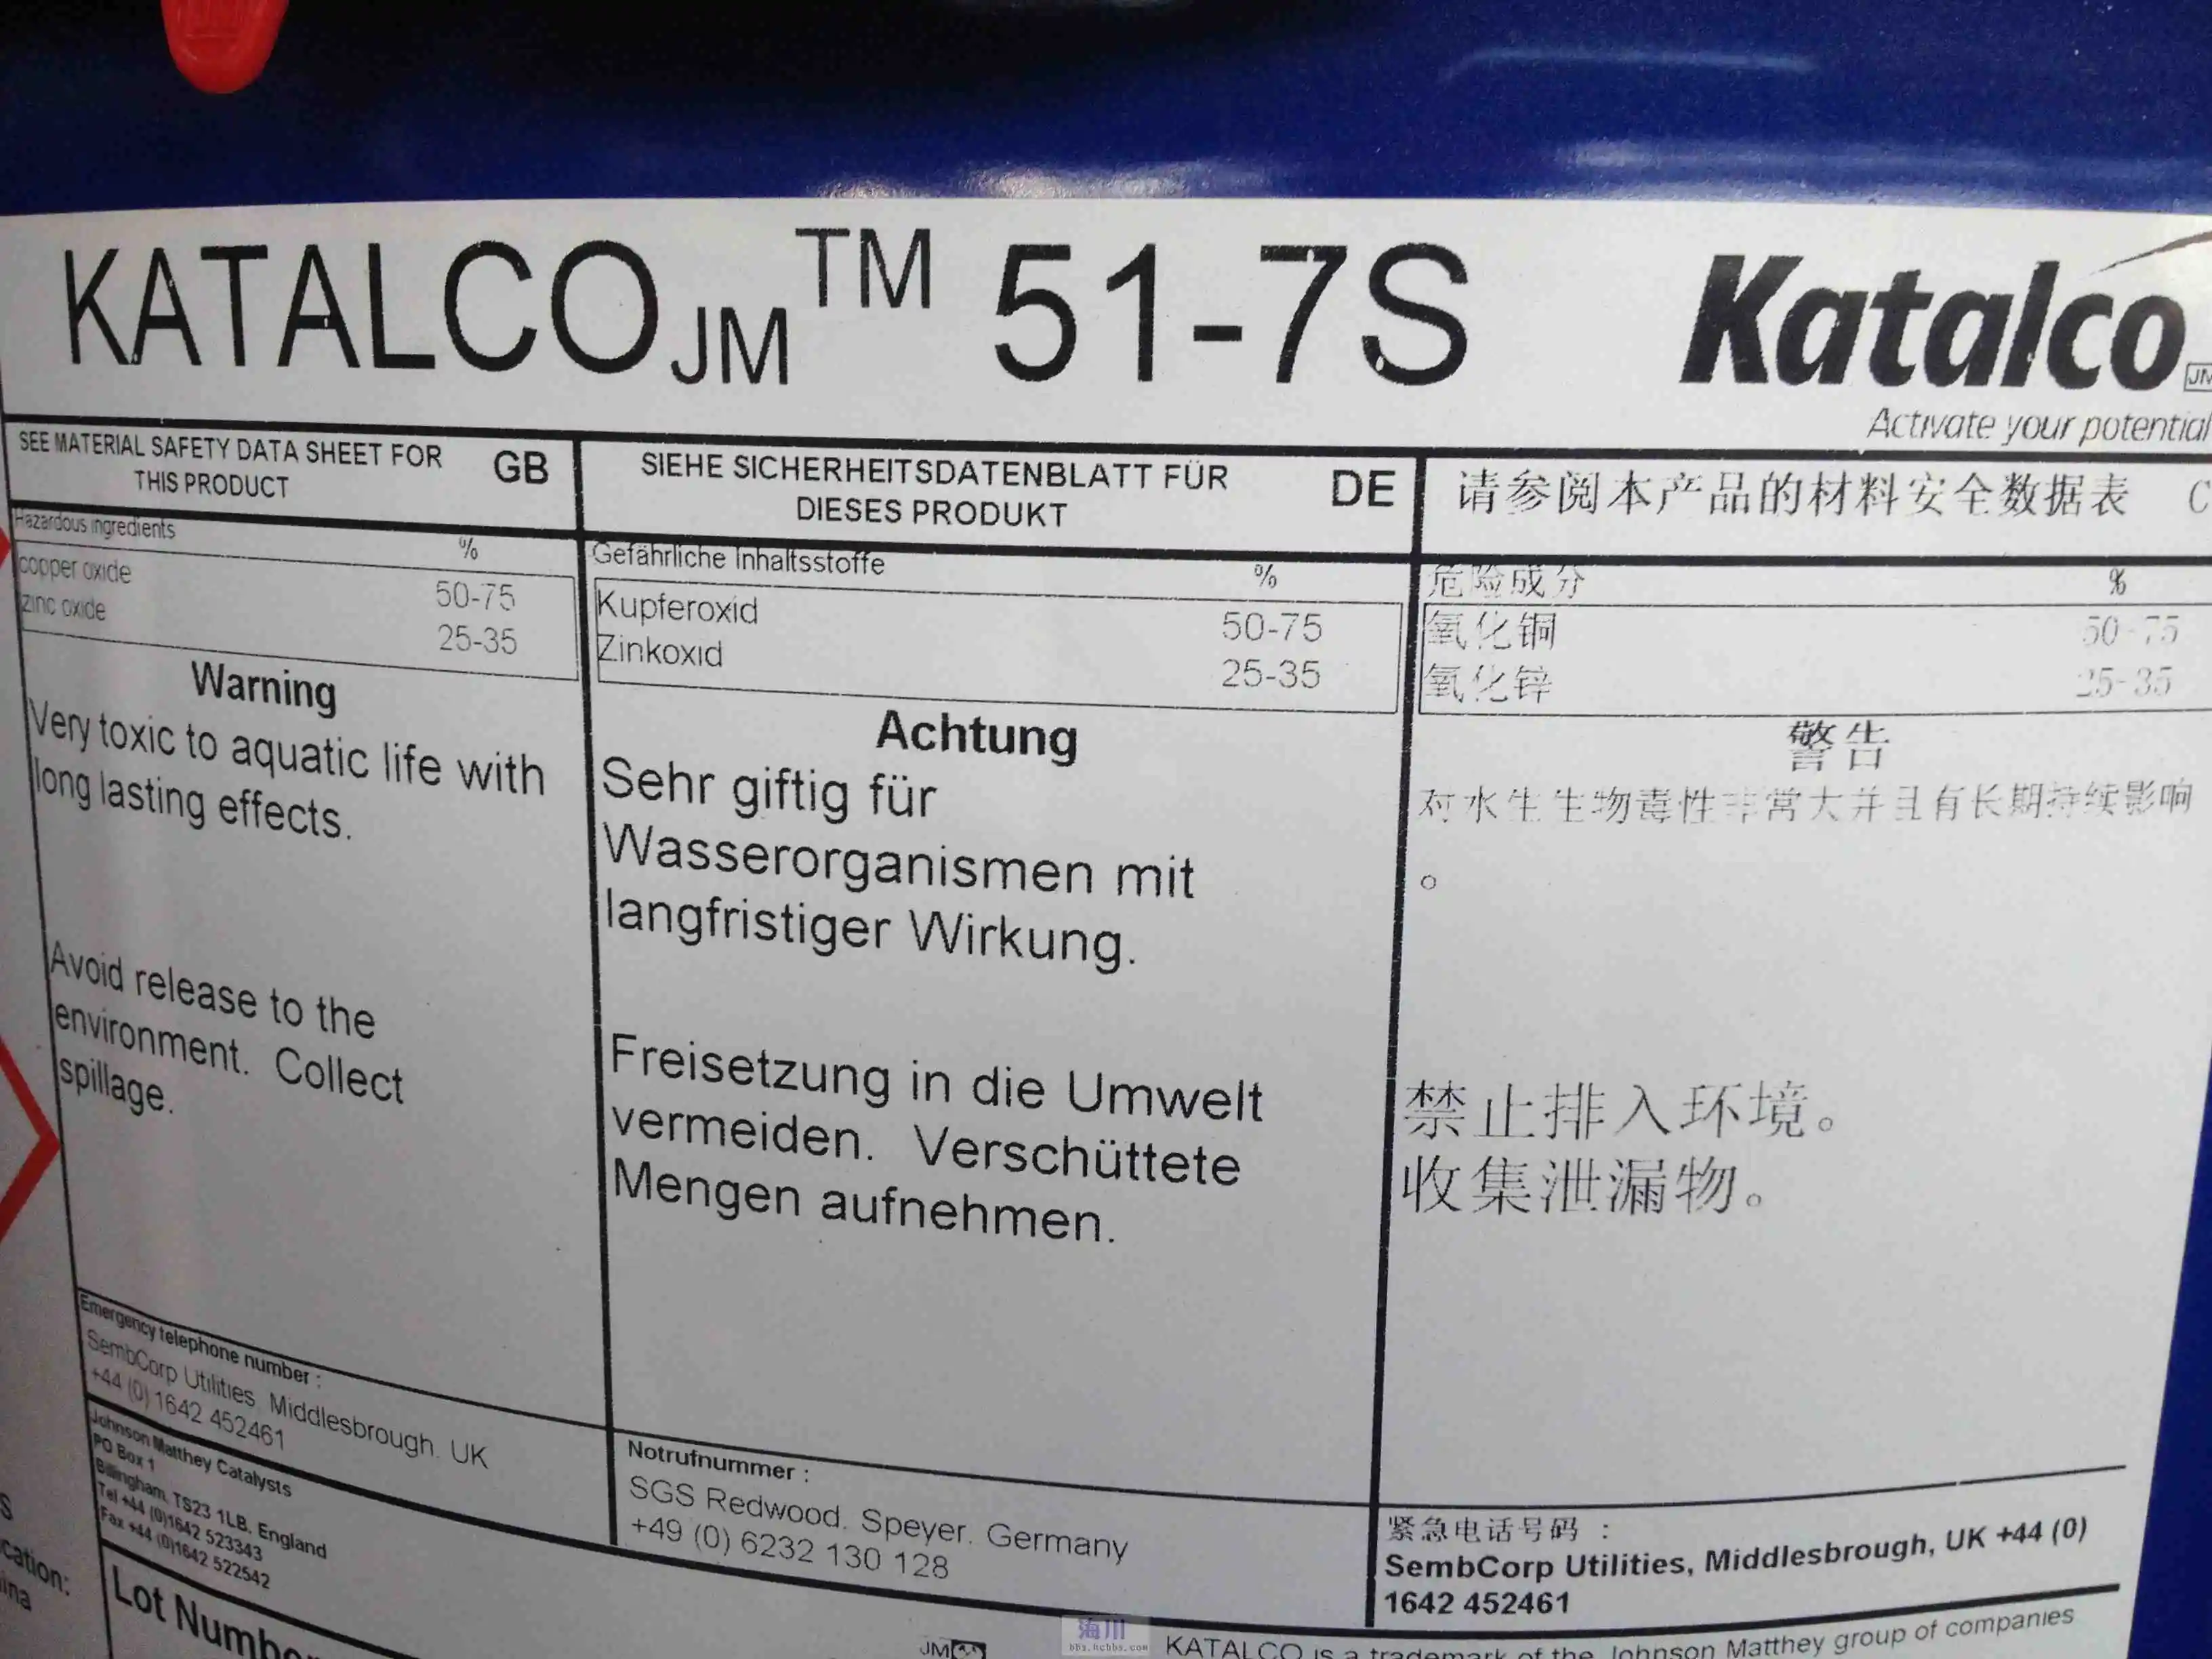 KATALCO JM™ 51-7S
Katalco JM
Activate your potential
SEE MATERIAL SAFETY DATA SHEET FOR
THIS PRODUCT
GB
Hazardous ingredients %
copper oxide 50-75
zinc oxide 25-35
Warning
Very toxic to aquatic life with
long lasting effects.
Avoid release to the
environment. Collect
spillage.
Emergency telephone number :
SembCorp Utilities, Middlesbrough, UK
+44 (0) 1642 452461
Johnson Matthey Catalysts
PO Box 1
Billingham, TS23 1LB, England
Tel +44 (0)1642 523343
Fax +44 (0)1642 522542
Lot Number
SIEHE SICHERHEITSDATENBLATT FÜR
DIESES PRODUKT
DE
Gefährliche Inhaltsstoffe %
Kupferoxid 50-75
Zinkoxid 25-35
Achtung
Sehr giftig für
Wasserorganismen mit
langfristiger Wirkung.
Freisetzung in die Umwelt
vermeiden. Verschüttete
Mengen aufnehmen.
Notrufnummer :
SGS Redwood, Speyer, Germany
+49 (0) 6232 130 128
请参阅本产品的材料安全数据表 C
危险成分 %
氧化铜 50-75
氧化锌 25-35
警告
对水生生物毒性非常大并且有长期持续影响
。
禁止排入环境。
收集泄漏物。
紧急电话号码 :
SembCorp Utilities, Middlesbrough, UK +44 (0)
1642 452461
JM
海川
bbs.hcbbs.com
KATALCO is a trademark of the Johnson Matthey group of companies